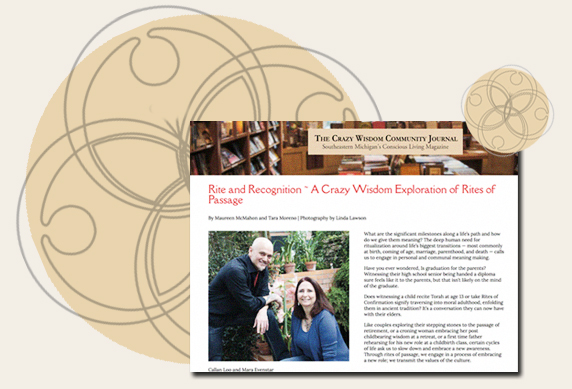 THE CRAZY WISDOM COMMUNITY JOURNAL
Southeastern Michigan's Conscious Living Magazine
Rite and Recognition ~ A Crazy Wisdom Exploration of Rites of
Passage
By Maureen McMahon and Tara Moreno | Photography by Linda Lawson
What are the significant milestones along a life's path and how
do we give them meaning? The deep human need for
ritualization around life's biggest transitions — most commonly
at birth, coming of age, marriage, parenthood, and death — calls
us to engage in personal and communal meaning making.
Have you ever wondered, is graduation for the parents?
Witnessing their high school senior being handed a diploma
sure feels like it to the parents, but that isn't likely on the mind
of the graduate.
Does witnessing a child recite Torah at age 13 or take Rites of
Confirmation signify traversing into moral adulthood, enfolding
them in ancient tradition? It's a conversation they can now have
with their elders.
Like couples exploring their stepping stones to the passage of
retirement, or a croning woman embracing her post
childbearing wisdom at a retreat, or a first time father
rehearsing for his new role at a childbirth class, certain cycles
of life ask us to slow down and embrace a new awareness.
Through rites of passage, we engage in a process of embracing
a new role; we transmit the values of the culture.
Callan Loo and Mara Evenstar